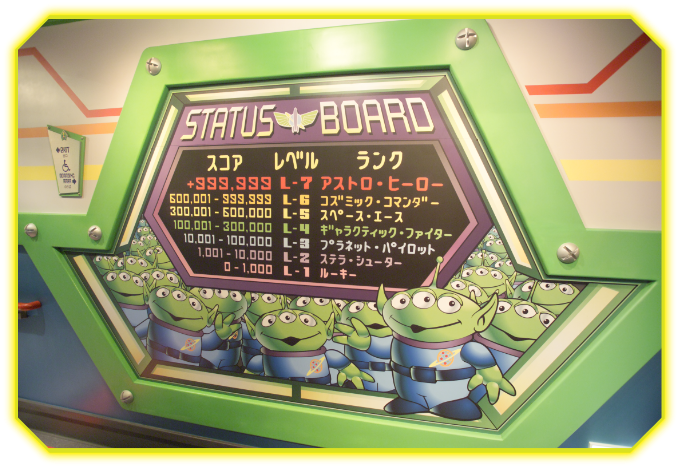 STATUS BOARD
スコア レベル ランク
+999,999 L-7 アストロ・ヒーロー
600,001 - 999,999 L-6 コズミック・コマンダー
300,001 - 600,000 L-5 スペース・エース
100,001 - 300,000 L-4 ギャラクティック・ファイター
10,001 - 100,000 L-3 プラネット・パイロット
1,001 - 10,000 L-2 ステラ・シューター
0 - 1,000 L-1 ルーキー